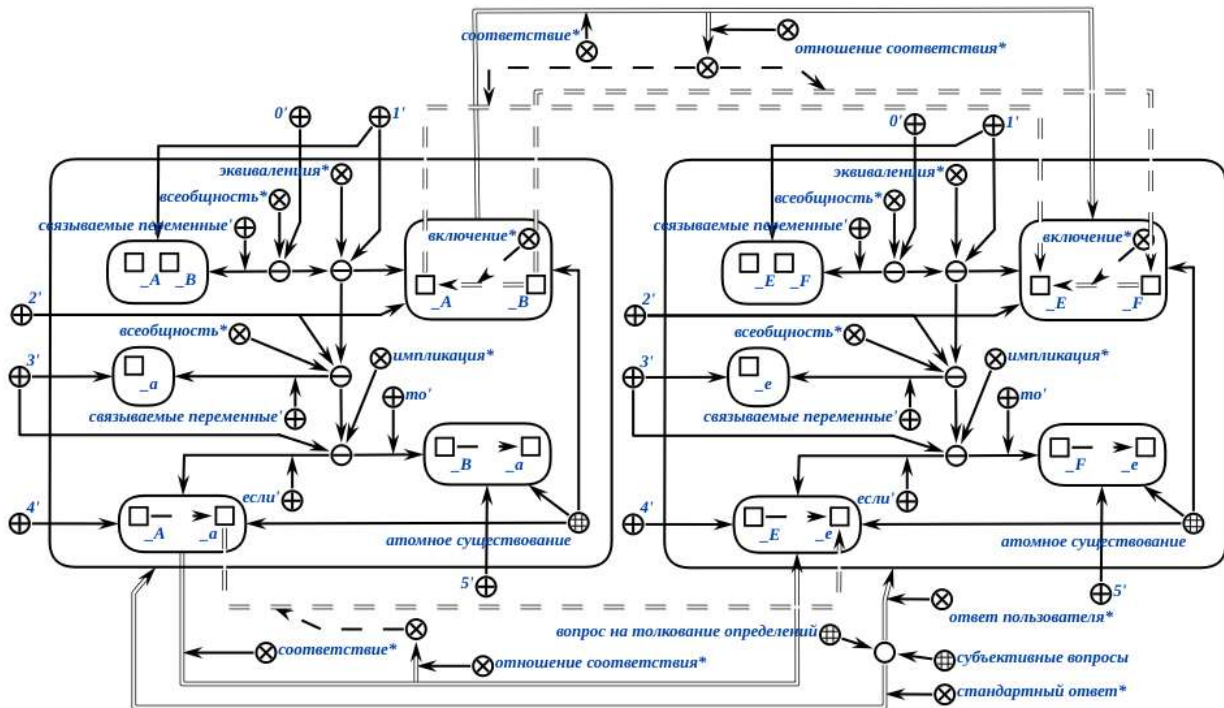 соответствие*
отношение соответствия*
0'
1'
0'
1'
эквиваленция*
эквиваленция*
всеобщность*
всеобщность*
связываемые переменные'
связываемые переменные'
включение*
включение*
_A _B
_A _B
_E _F
_E _F
2'
2'
всеобщность*
импликация*
всеобщность*
импликация*
3'
3'
_a
то'
_e
то'
связываемые переменные'
связываемые переменные'
_B _a
_F _e
если'
если'
4'
4'
_A _a
_E _e
атомное существование
атомное существование
5'
5'
ответ пользователя*
вопрос на толкование определений
соответствие*
отношение соответствия*
субъективные вопросы
стандартный ответ*